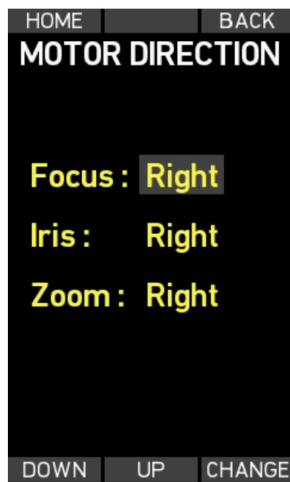 HOME BACK
MOTOR DIRECTION
Focus : Right
Iris : Right
Zoom : Right
DOWN UP CHANGE